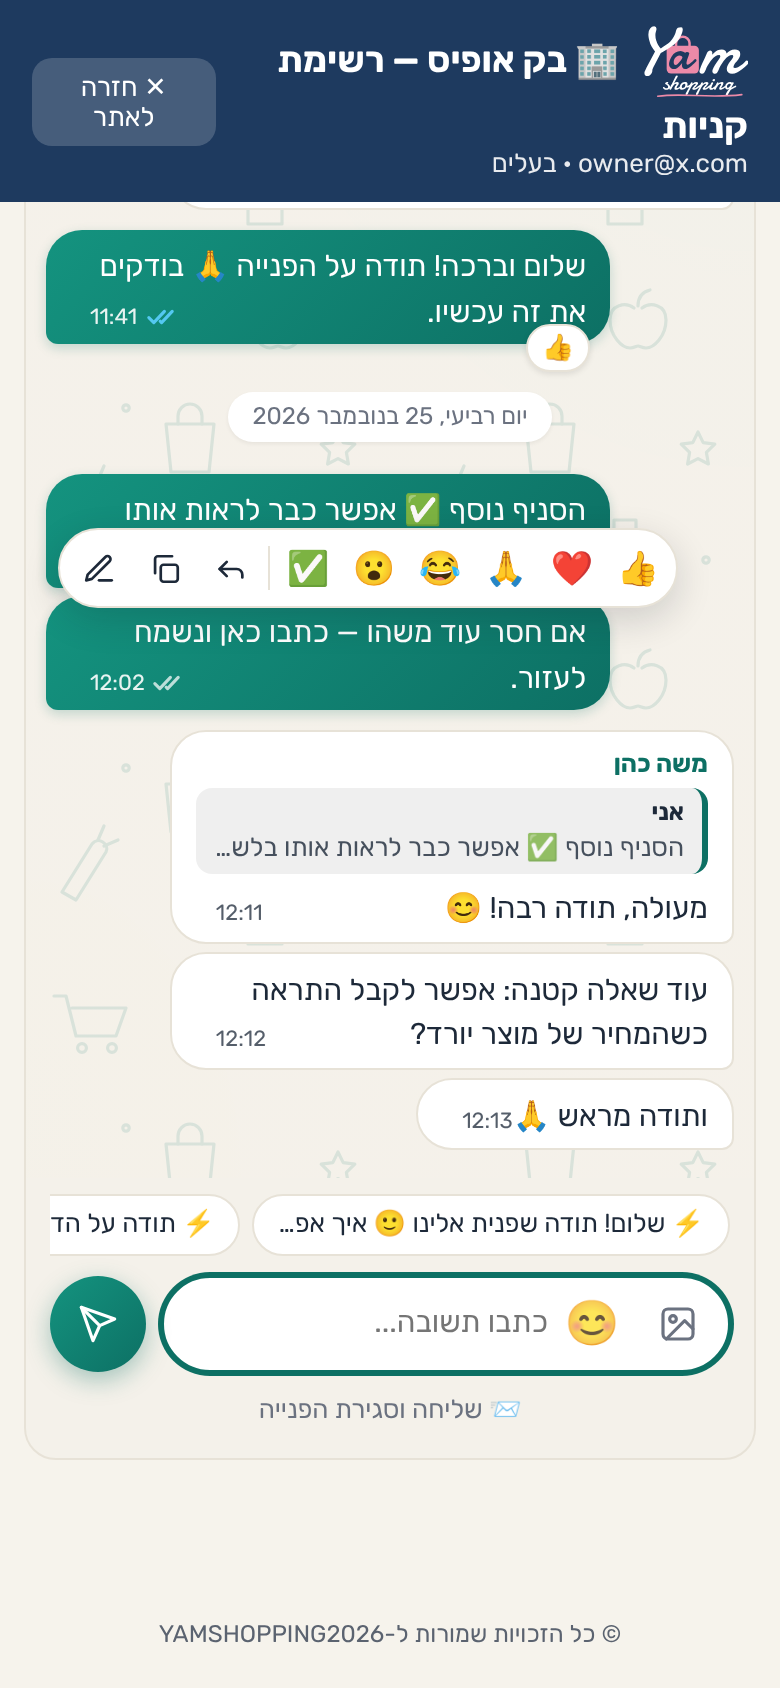 Yam
shopping
🏢 בק אופיס – רשימת
קניות
owner@x.com • בעלים
✕ חזרה
לאתר
שלום וברכה! תודה על הפנייה 🙏 בודקים
את זה עכשיו.
11:41
👍
יום רביעי, 25 בנובמבר 2026
הסניף נוסף ✅ אפשר כבר לראות אותו
👍 ❤️ 🙏 😂 😮 ✅
אם חסר עוד משהו – כתבו כאן ונשמח
לעזור.
12:02
משה כהן
אני
הסניף נוסף ✅ אפשר כבר לראות אותו בלש...
מעולה, תודה רבה! 😊
12:11
עוד שאלה קטנה: אפשר לקבל התראה
כשהמחיר של מוצר יורד?
12:12
ותודה מראש 🙏
12:13
⚡ שלום! תודה שפנית אלינו 🙂 איך אפ...
⚡ תודה על הד
😊 כתבו תשובה...
📨 שליחה וסגירת הפנייה
© כל הזכויות שמורות ל-YAMSHOPPING2026